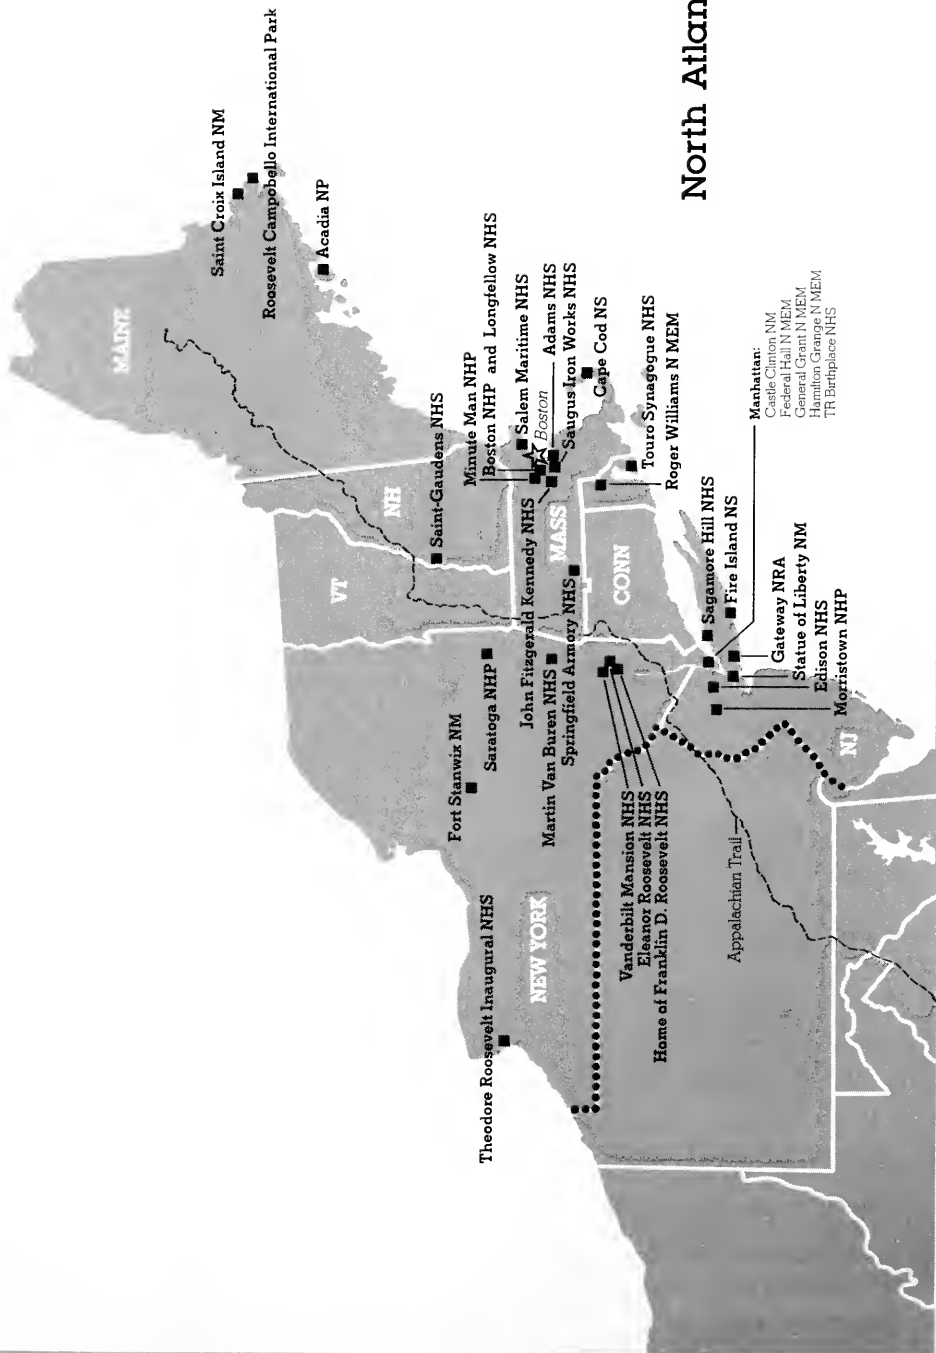 MAINE
Saint Croix Island NM
Roosevelt Campobello International Park
Acadia NP
VT
NH
Saint-Gaudens NHS
Minute Man NHP
Boston NHP and Longfellow NHS
Salem Maritime NHS
Boston
Adams NHS
Saugus Iron Works NHS
Cape Cod NS
John Fitzgerald Kennedy NHS
MASS
Springfield Armory NHS
CONN
Touro Synagogue NHS
Roger Williams N MEM
Fort Stanwix NM
Saratoga NHP
Martin Van Buren NHS
Theodore Roosevelt Inaugural NHS
NEW YORK
Vanderbilt Mansion NHS
Eleanor Roosevelt NHS
Home of Franklin D. Roosevelt NHS
Appalachian Trail
Sagamore Hill NHS
Fire Island NS
Manhattan:
Castle Clinton NM
Federal Hall N MEM
General Grant N MEM
Hamilton Grange N MEM
TR Birthplace NHS
Gateway NRA
Statue of Liberty NM
Edison NHS
Morristown NHP
NJ
North Atlan